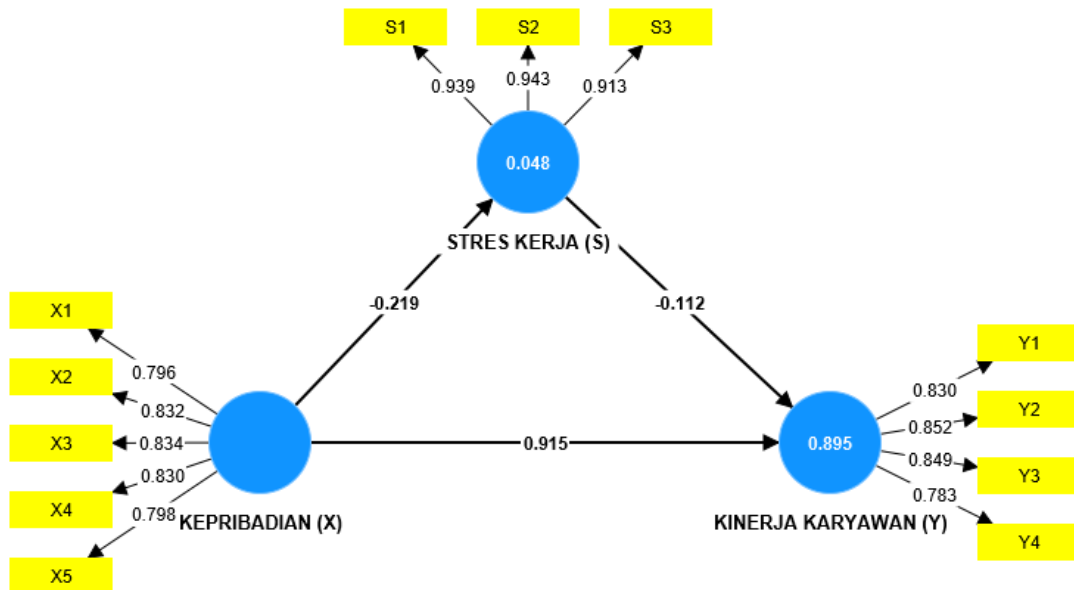 S1
S2
S3
0.939
0.943
0.913
0.048
STRES KERJA (S)
-0.219
-0.112
X1
X2
X3
X4
X5
0.796
0.832
0.834
0.830
0.798
KEPRIBADIAN (X)
0.915
0.895
KINERJA KARYAWAN (Y)
0.830
0.852
0.849
0.783
Y1
Y2
Y3
Y4